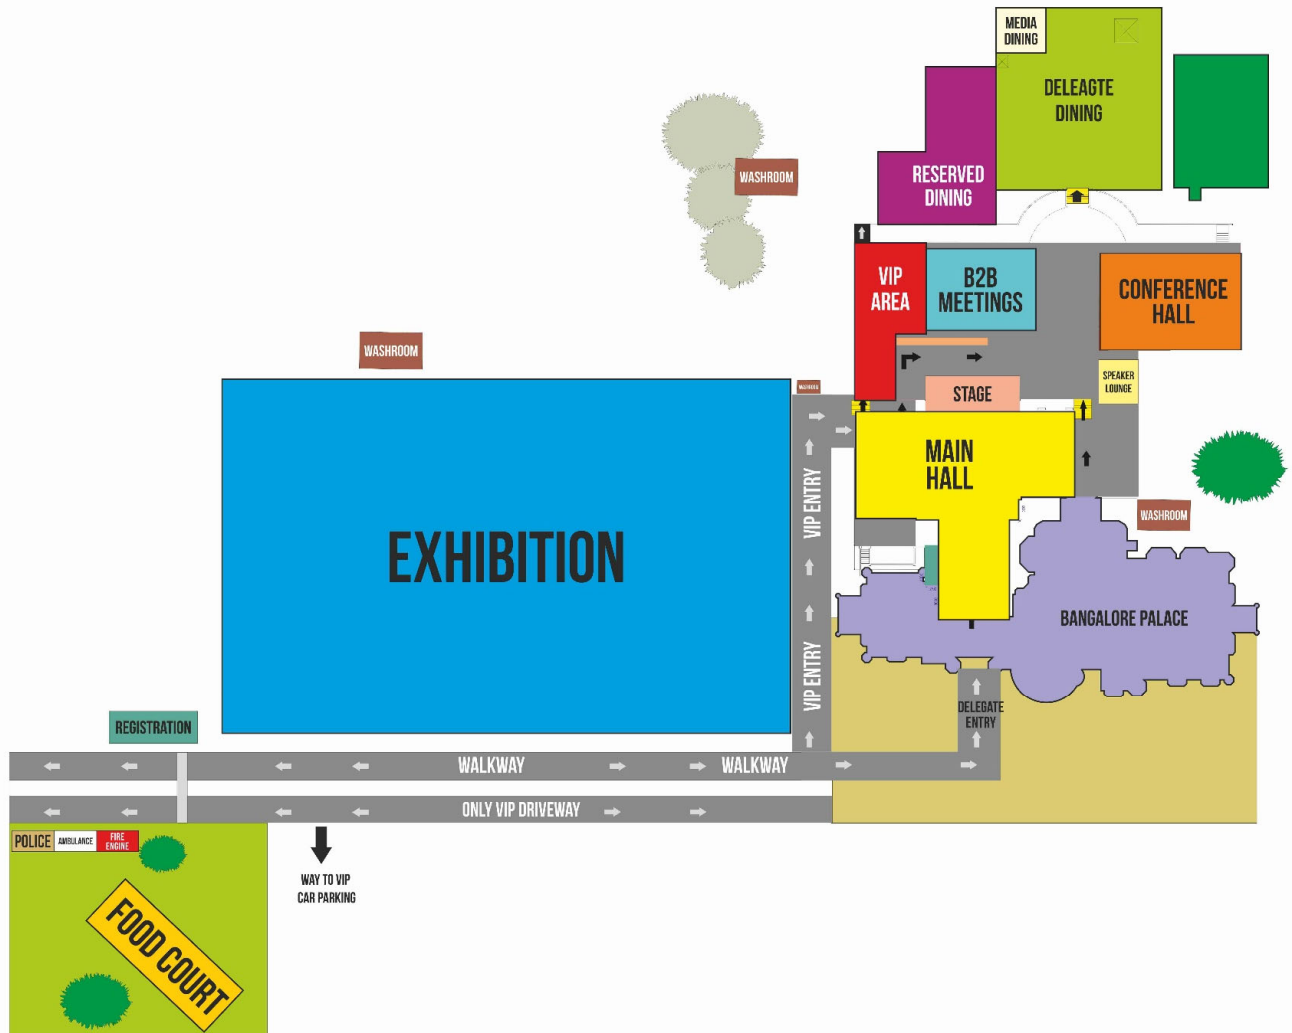 MEDIA
DINING
DELEAGTE
DINING
RESERVED
DINING
WASHROOM
VIP
AREA
B2B
MEETINGS
CONFERENCE
HALL
WASHROOM
SPEAKER
LOUNGE
STAGE
MAIN
HALL
VIP ENTRY
EXHIBITION
WASHROOM
BANGALORE PALACE
VIP ENTRY
DELEGATE
ENTRY
REGISTRATION
WALKWAY
WALKWAY
ONLY VIP DRIVEWAY
POLICE
AMBULANCE
FIRE
ENGINE
WAY TO VIP
CAR PARKING
FOOD COURT